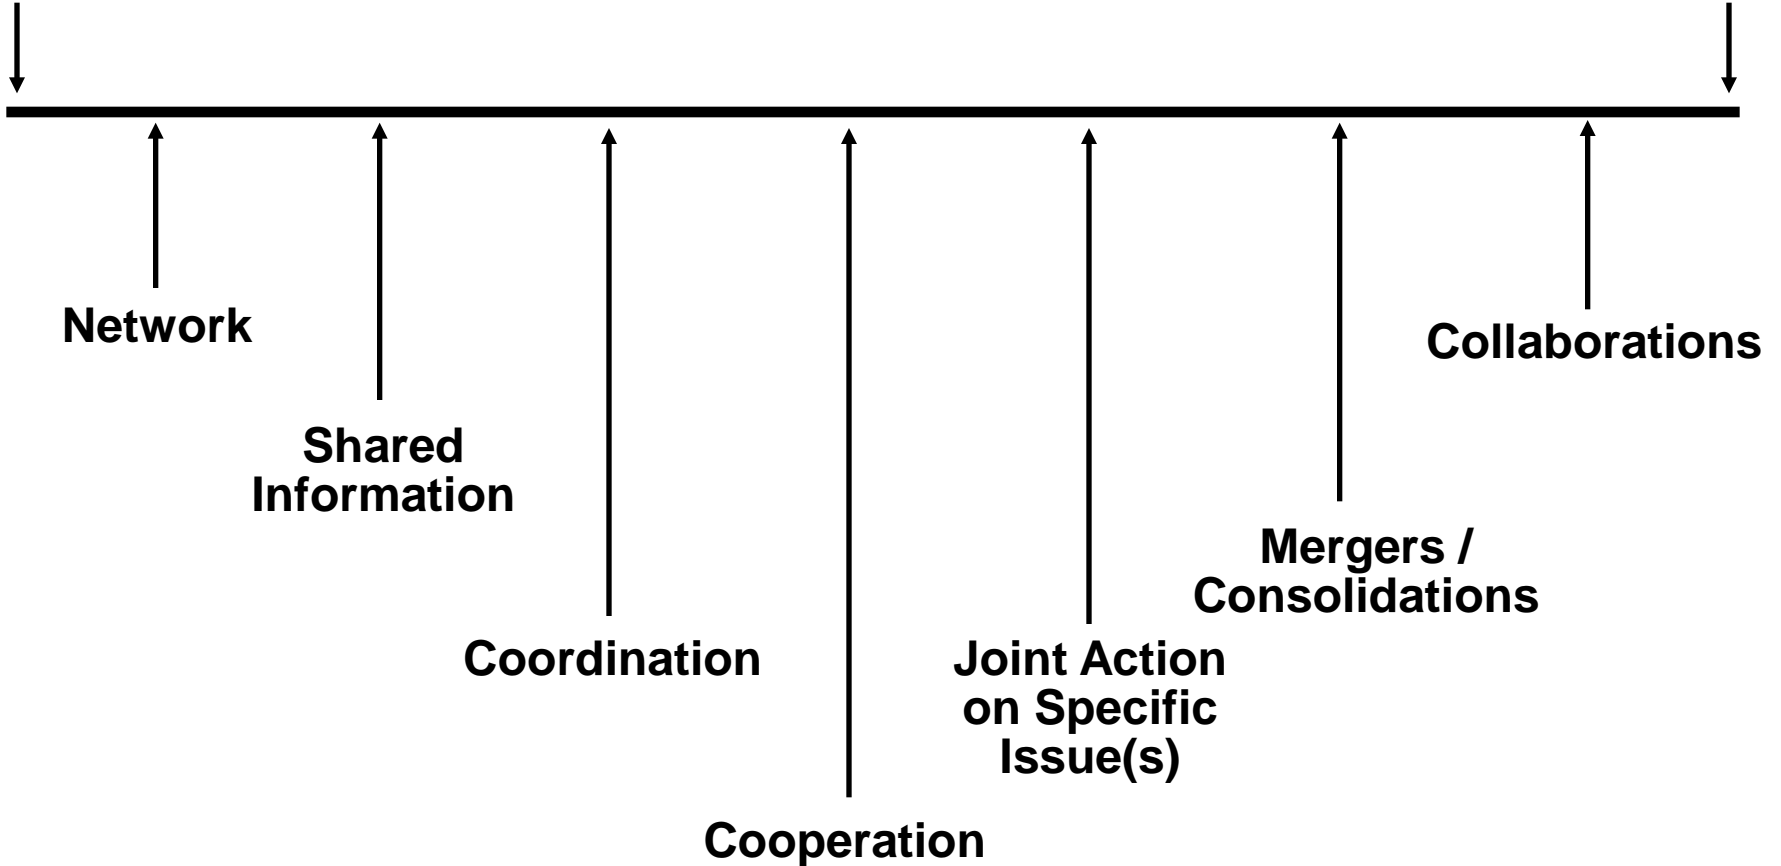 Network
Shared
Information
Coordination
Cooperation
Joint Action
on Specific
Issue(s)
Mergers /
Consolidations
Collaborations